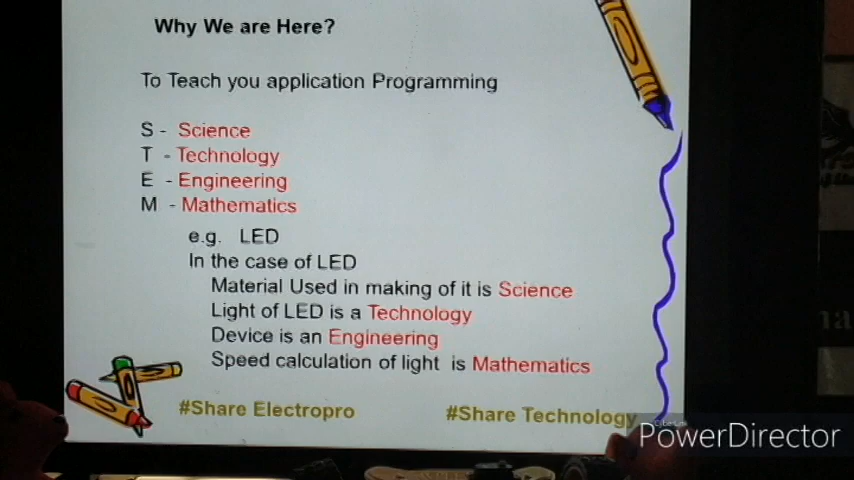 Why We are Here?
To Teach you application Programming
S - Science
T - Technology
E - Engineering
M - Mathematics
e.g. LED
In the case of LED
Material Used in making of it is Science
Light of LED is a Technology
Device is an Engineering
Speed calculation of light is Mathematics
#Share Electropro
#Share Technology
PowerDirector